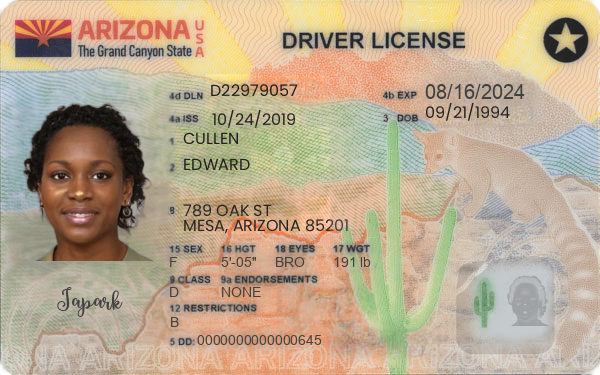 ARIZONA USA
The Grand Canyon State
DRIVER LICENSE
4d DLN D22979057
4b EXP 08/16/2024
4a ISS 10/24/2019
3 DOB 09/21/1994
1 CULLEN
2 EDWARD
8 789 OAK ST
MESA, ARIZONA 85201
15 SEX 16 HGT 18 EYES 17 WGT
F 5'-05" BRO 191 lb
9 CLASS 9a ENDORSEMENTS
D NONE
12 RESTRICTIONS
B
Japark
5 DD: 0000000000000645
ARIZONA ARIZONA ARIZONA ARIZONA